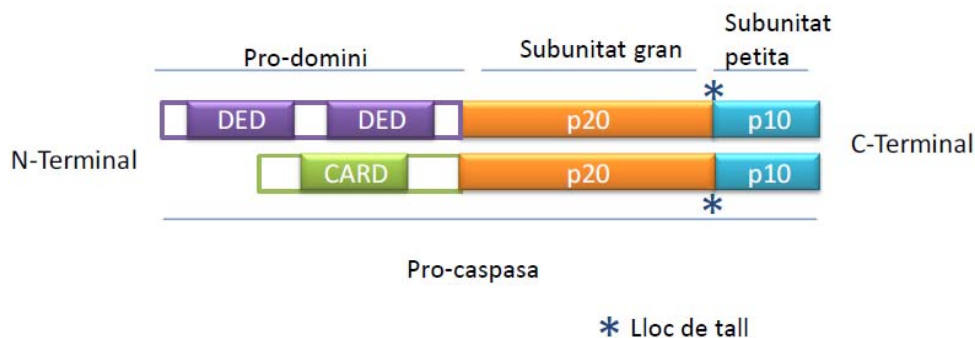 Pro-domini
Subunitat gran
Subunitat
petita
*
DED
DED
p20
p10
N-Terminal
C-Terminal
CARD
p20
p10
*
Pro-caspasa
* Lloc de tall